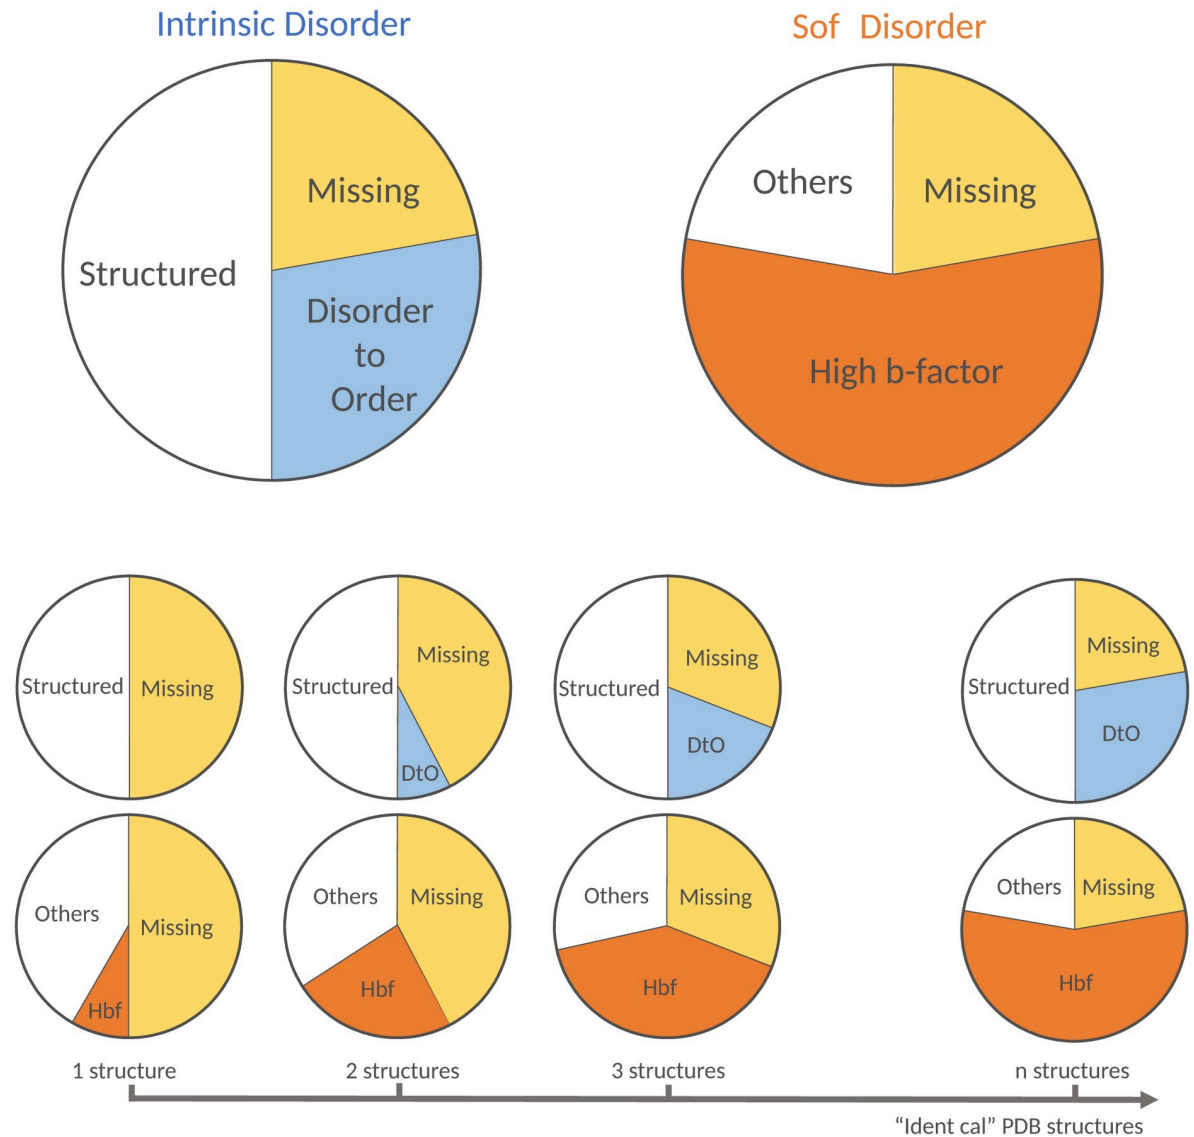 Intrinsic Disorder
Sof Disorder
Missing
Structured
Disorder
to
Order
Others
Missing
High b-factor
Structured
Missing
Structured
Missing
DtO
Structured
Missing
DtO
Structured
Missing
DtO
Others
Missing
Hbf
Others
Missing
Hbf
Others
Missing
Hbf
Others
Missing
Hbf
1 structure
2 structures
3 structures
n structures
“Ident cal” PDB structures